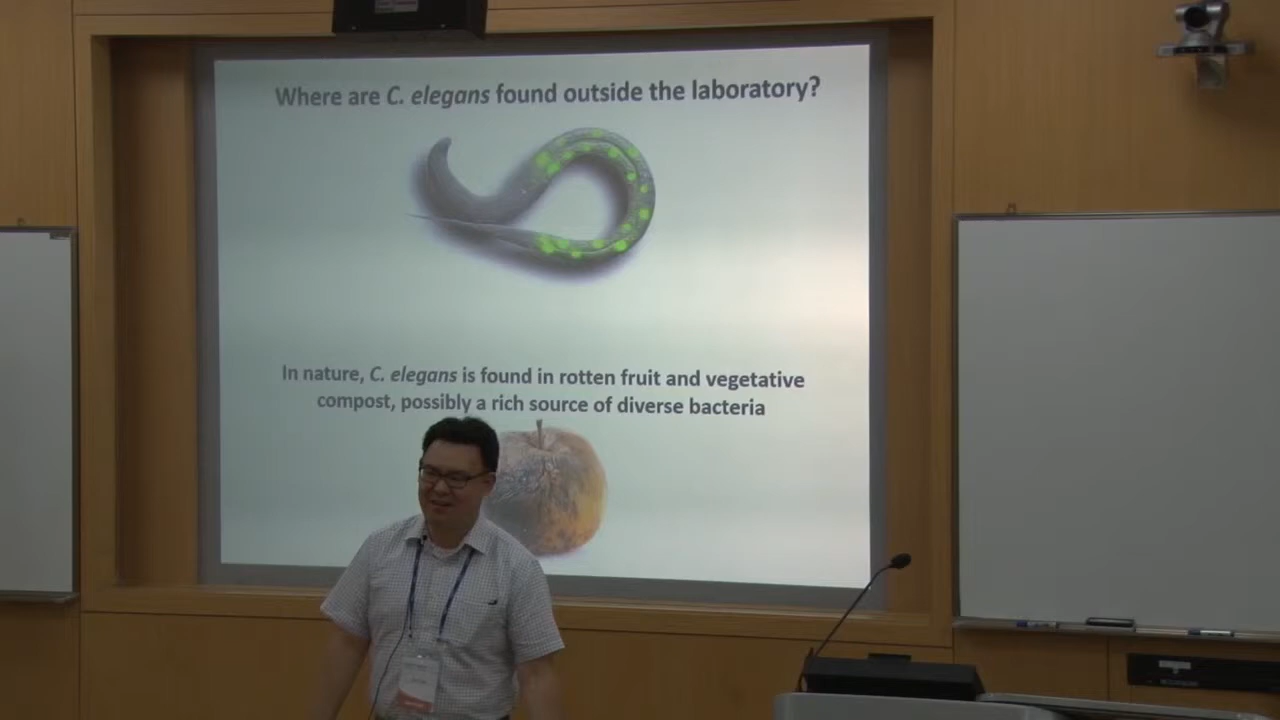 Where are C. elegans found outside the laboratory?
In nature, C. elegans is found in rotten fruit and vegetative
compost, possibly a rich source of diverse bacteria